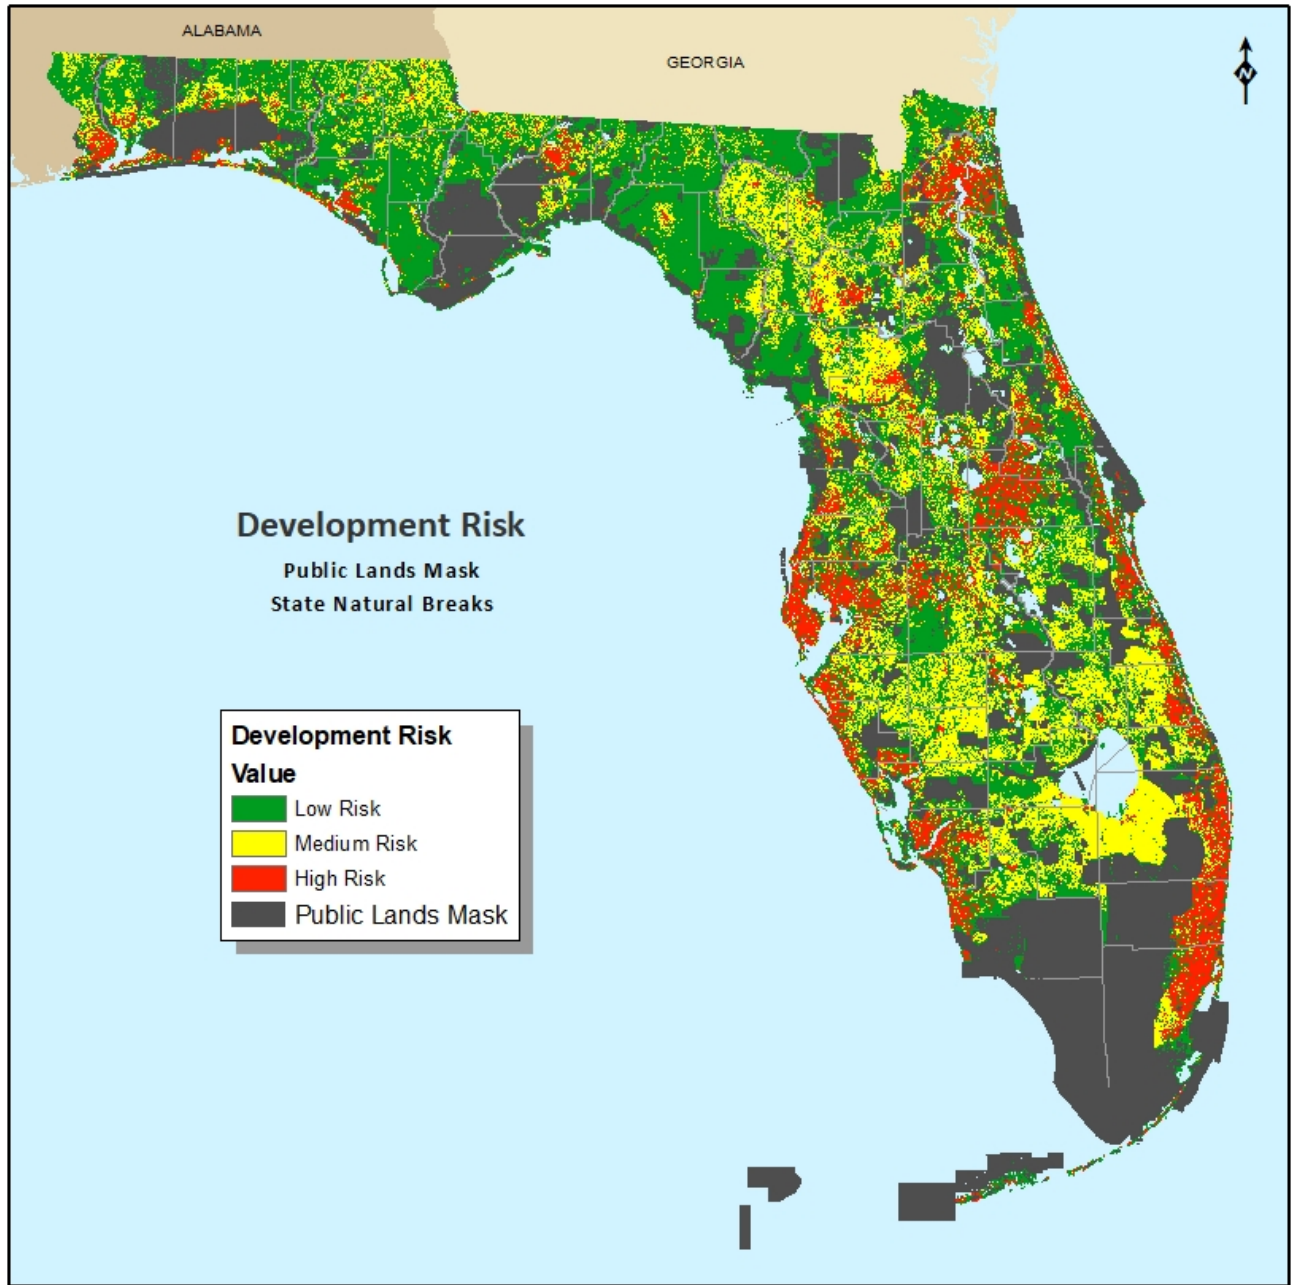 ALABAMA
GEORGIA
N
Development Risk
Public Lands Mask
State Natural Breaks
Development Risk
Value
Low Risk
Medium Risk
High Risk
Public Lands Mask